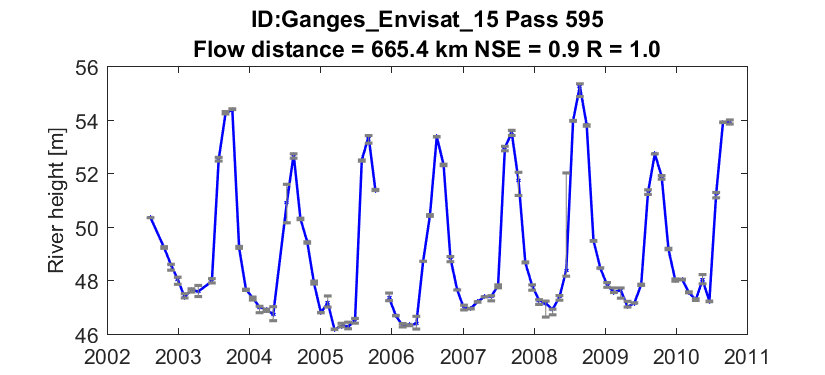 ID:Ganges_Envisat_15 Pass 595
Flow distance = 665.4 km NSE = 0.9 R = 1.0
River height [m]
56
54
52
50
48
46
2002 2003 2004 2005 2006 2007 2008 2009 2010 2011